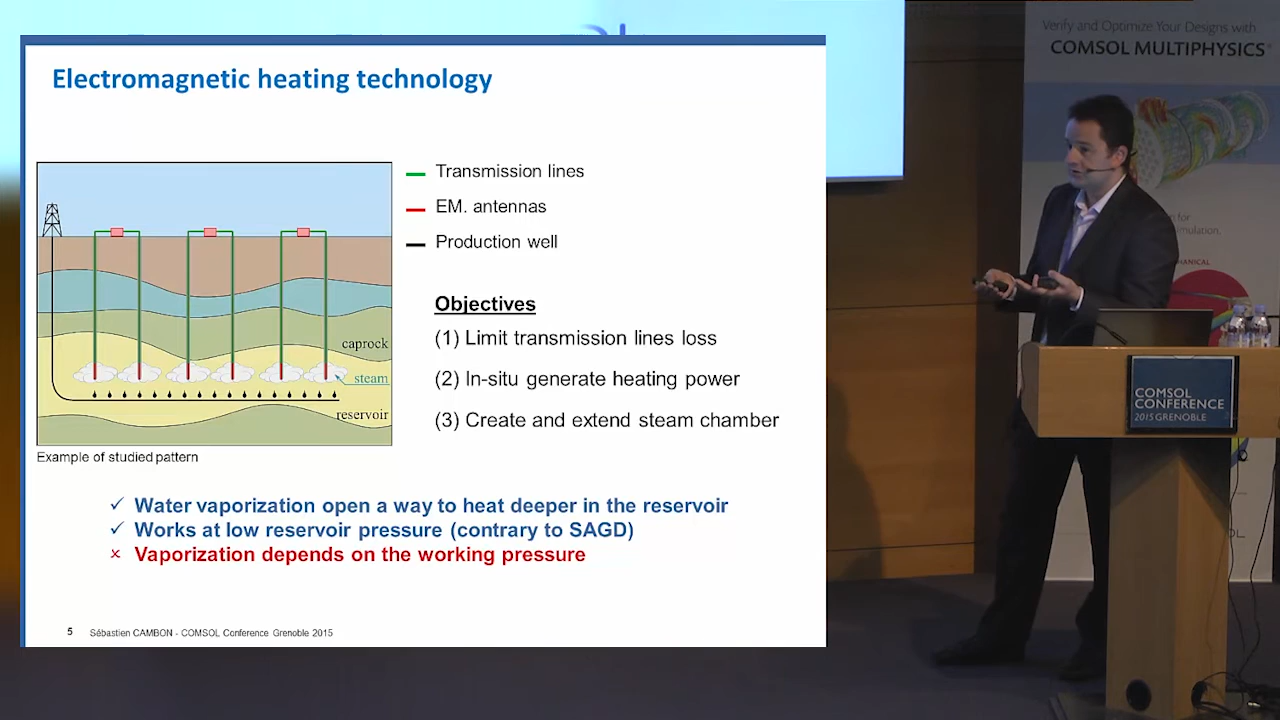 Electromagnetic heating technology
Transmission lines
EM. antennas
Production well
caprock
steam
reservoir
Example of studied pattern
Objectives
(1) Limit transmission lines loss
(2) In-situ generate heating power
(3) Create and extend steam chamber
✓ Water vaporization open a way to heat deeper in the reservoir
✓ Works at low reservoir pressure (contrary to SAGD)
× Vaporization depends on the working pressure
5 Sébastien CAMBON - COMSOL Conference Grenoble 2015
Verify and Optimize Your Designs with
COMSOL MULTIPHYSICS®
COMSOL
CONFERENCE
2015 GRENOBLE